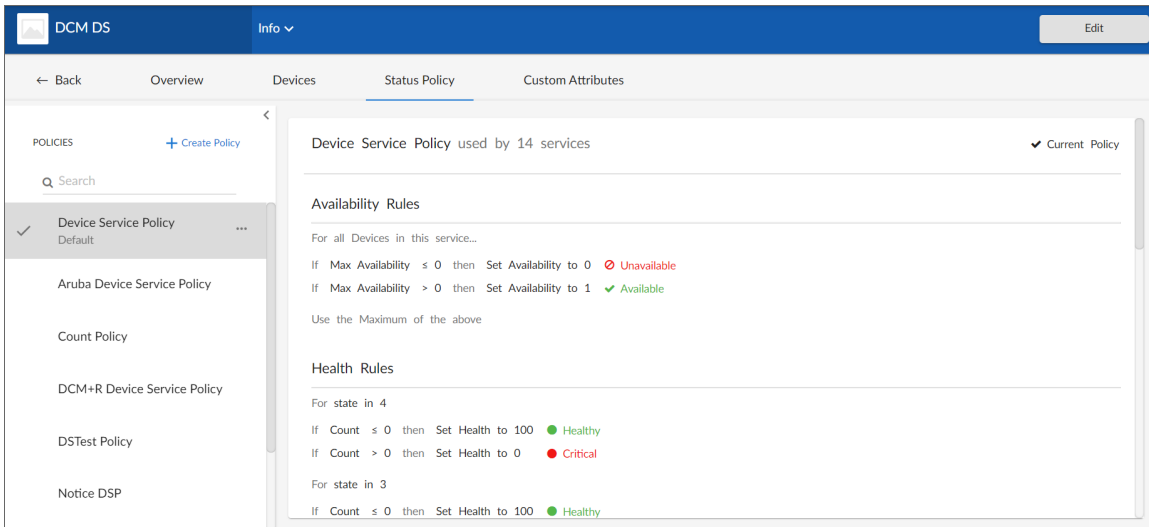 DCM DS
Info
Edit
← Back
Overview
Devices
Status Policy
Custom Attributes
POLICIES
+ Create Policy
Search
Device Service Policy
Default
...
Aruba Device Service Policy
Count Policy
DCM+R Device Service Policy
DSTest Policy
Notice DSP
Device Service Policy used by 14 services
✔ Current Policy
Availability Rules
For all Devices in this service...
If Max Availability ≤ 0 then Set Availability to 0 Unavailable
If Max Availability > 0 then Set Availability to 1 ✔ Available
Use the Maximum of the above
Health Rules
For state in 4
If Count ≤ 0 then Set Health to 100 ● Healthy
If Count > 0 then Set Health to 0 ● Critical
For state in 3
If Count ≤ 0 then Set Health to 100 ● Healthy